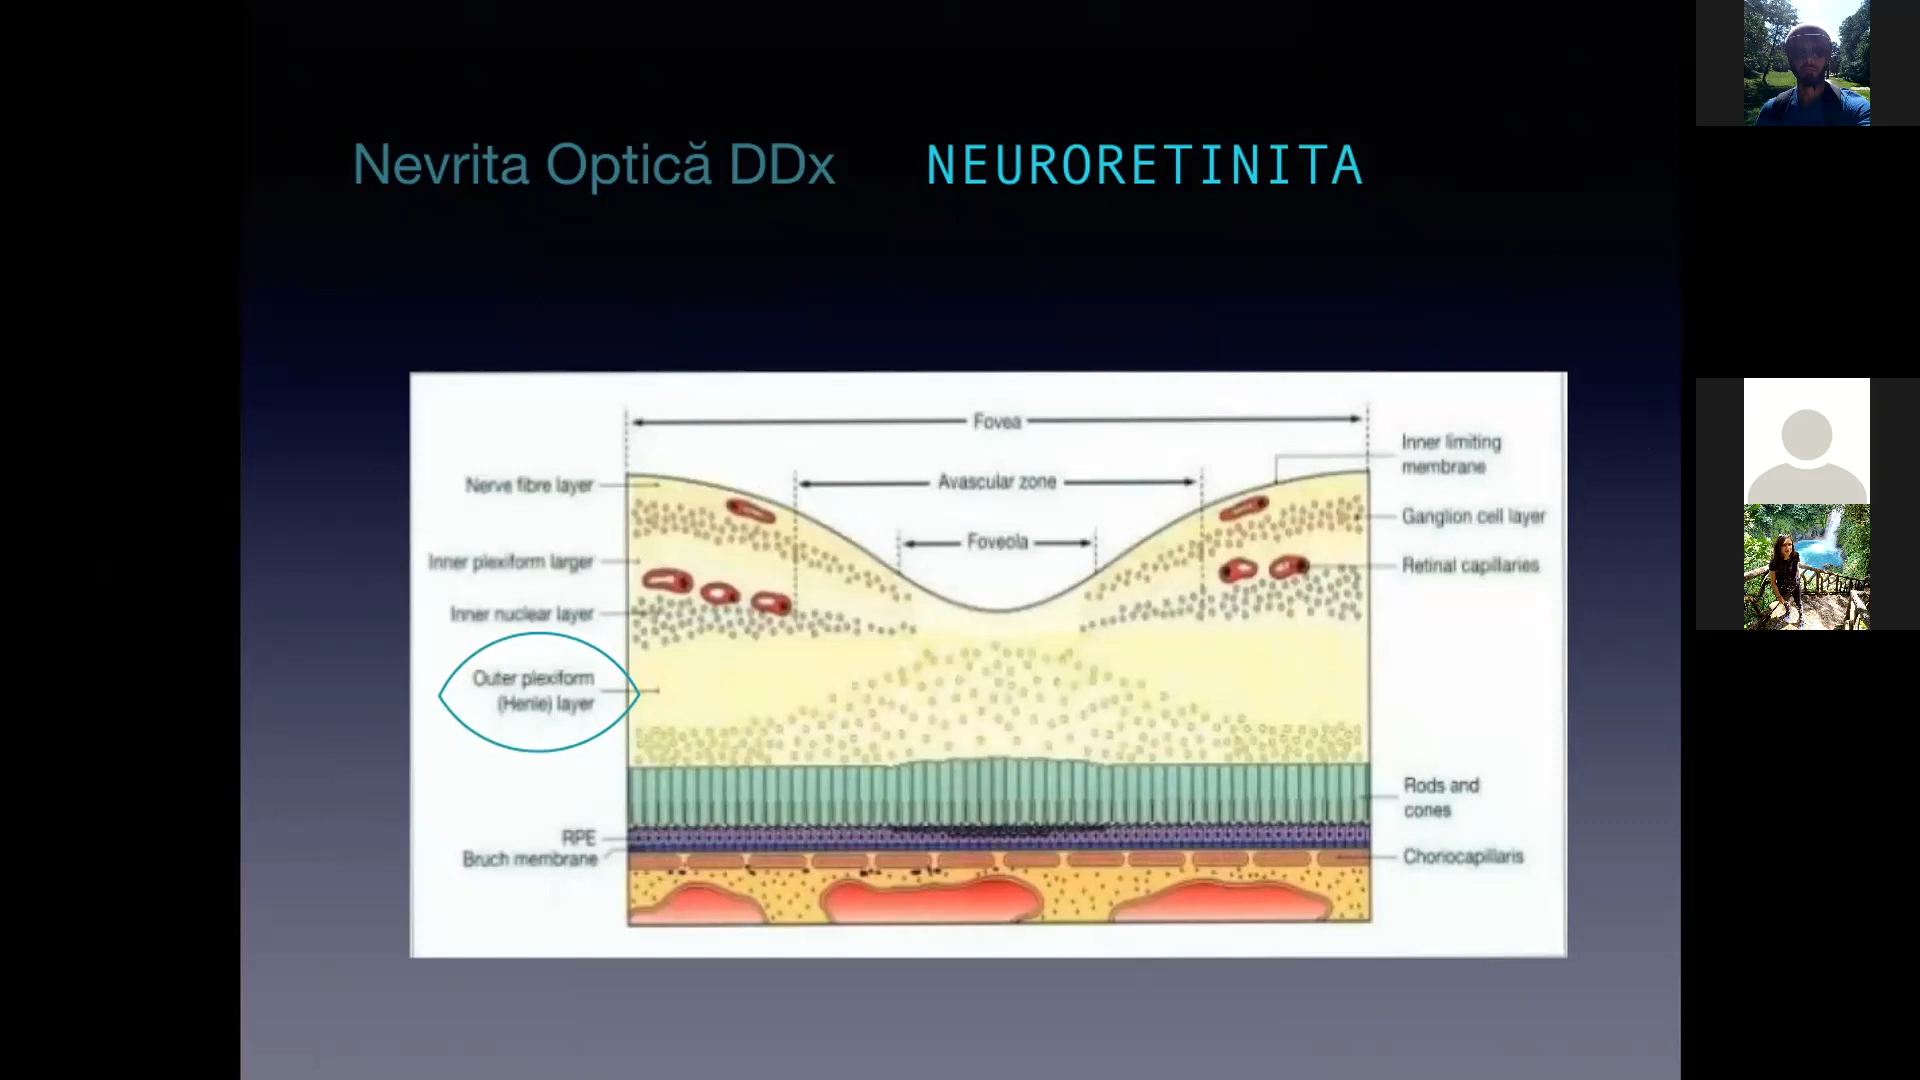 Nevrita Optică DDx NEURORETINITA
Fovea
Inner limiting
membrane
Nerve fibre layer
Avascular zone
Ganglion cell layer
Foveola
Inner plexiform larger
Retinal capillaries
Inner nuclear layer
Outer plexiform
(Henle) layer
Rods and
cones
RPE
Bruch membrane
Choriocapillaris